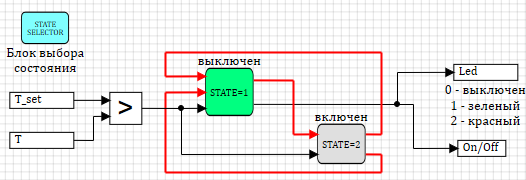 STATE
SELECTOR
Блок выбора
состояния
T_set
T
>
выключен
STATE=1
включен
STATE=2
Led
0 - выключен
1 - зеленый
2 - красный
On/Off